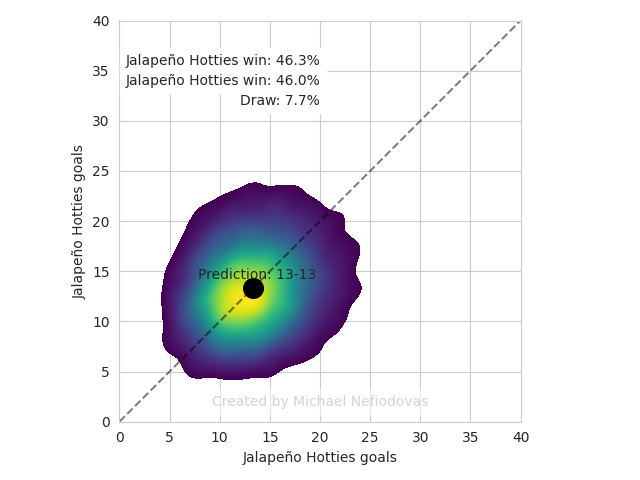 40
35
30
25
20
15
10
5
0
Jalapeño Hotties goals
Jalapeño Hotties win: 46.3%
Jalapeño Hotties win: 46.0%
Draw: 7.7%
Prediction: 13-13
Created by Michael Nefiodovas
0 5 10 15 20 25 30 35 40
Jalapeño Hotties goals